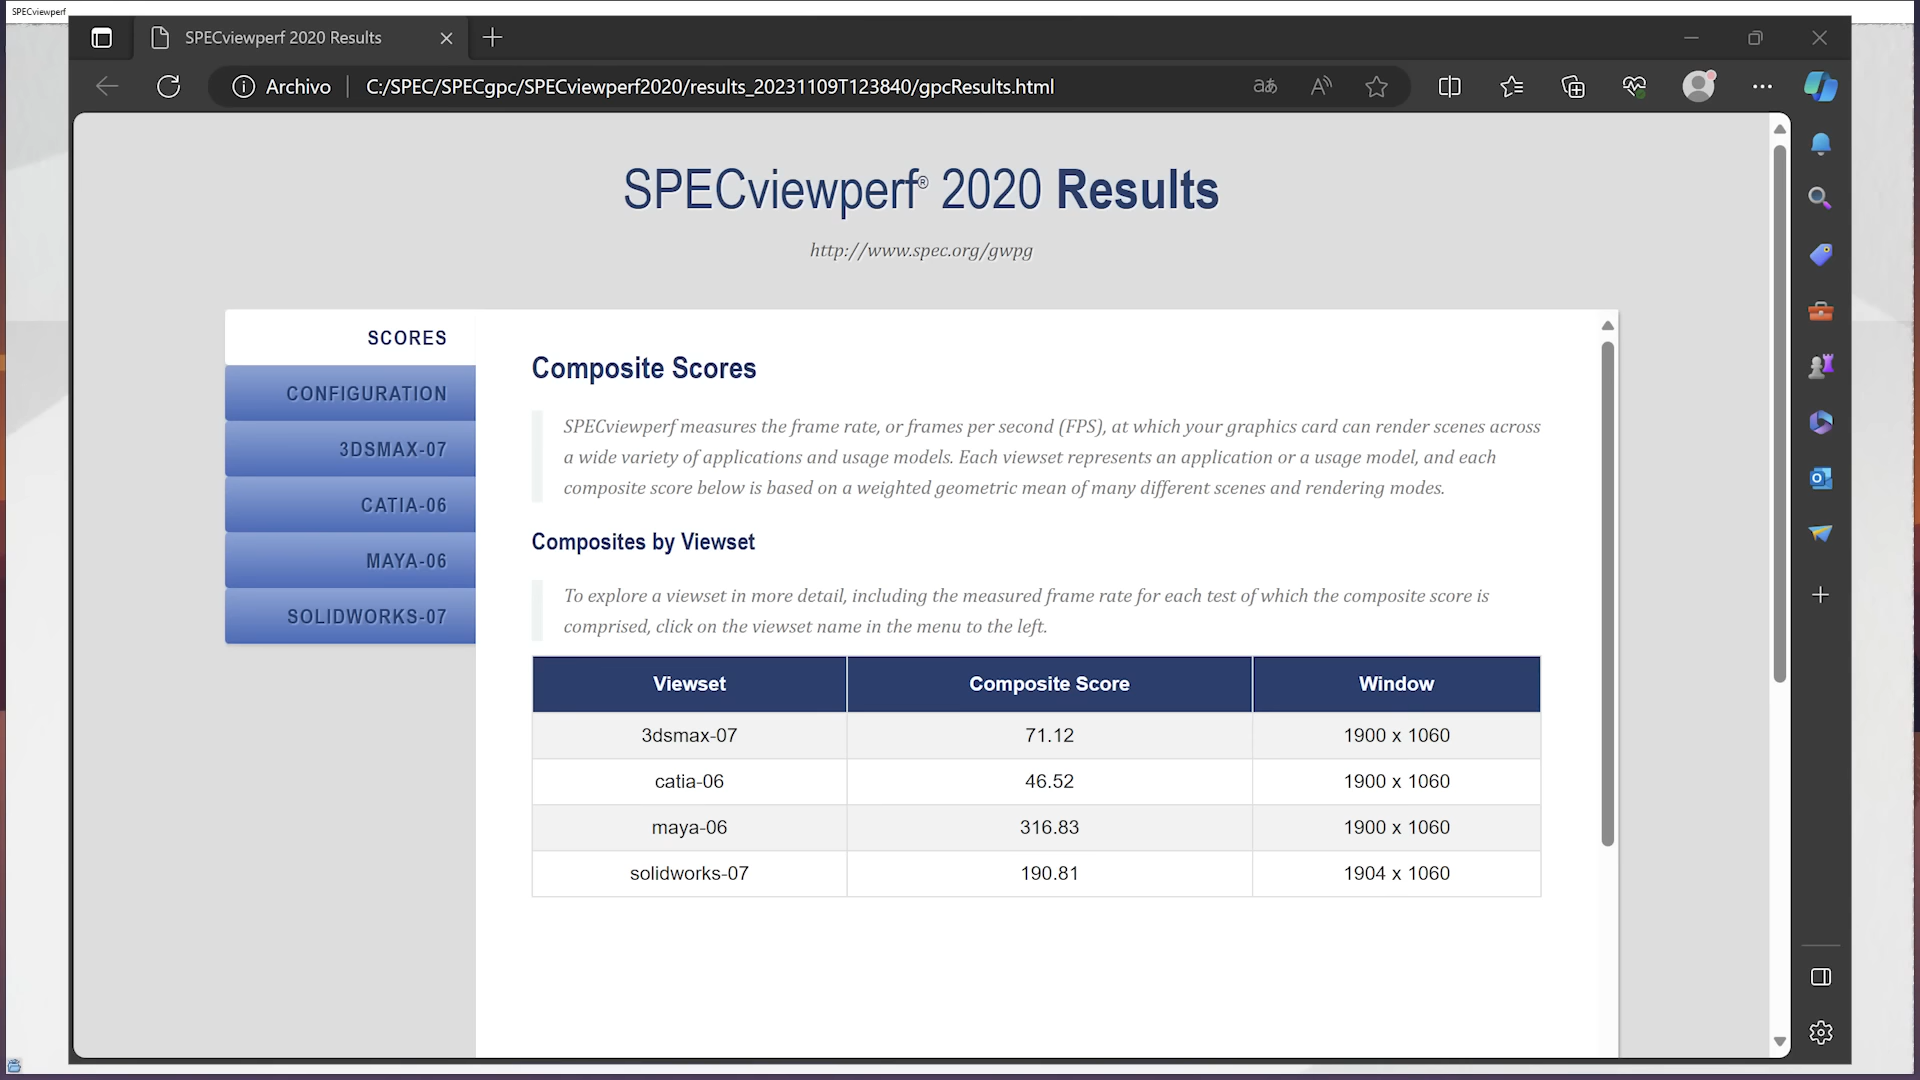 SPECviewperf
SPECviewperf 2020 Results
Archivo
C:/SPEC/SPECgpc/SPECviewperf2020/results_20231109T123840/gpcResults.html
SPECviewperf® 2020 Results
http://www.spec.org/gwpg
SCORES
CONFIGURATION
3DSMAX-07
CATIA-06
MAYA-06
SOLIDWORKS-07
Composite Scores
SPECviewperf measures the frame rate, or frames per second (FPS), at which your graphics card can render scenes across
a wide variety of applications and usage models. Each viewset represents an application or a usage model, and each
composite score below is based on a weighted geometric mean of many different scenes and rendering modes.
Composites by Viewset
To explore a viewset in more detail, including the measured frame rate for each test of which the composite score is
comprised, click on the viewset name in the menu to the left.
Viewset Composite Score Window
3dsmax-07 71.12 1900 x 1060
catia-06 46.52 1900 x 1060
maya-06 316.83 1900 x 1060
solidworks-07 190.81 1904 x 1060